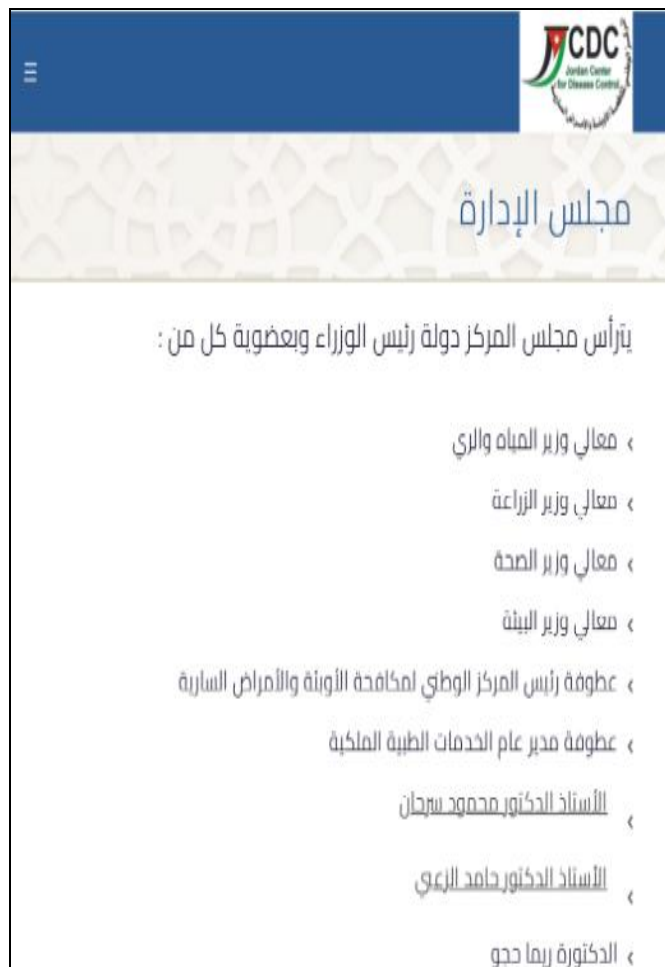 JCDC
Jordan Center
for Disease Control
مجلس الإدارة
يترأس مجلس المركز دولة رئيس الوزراء وبعضوية كل من :
› معالي وزير المياه والري
› معالي وزير الزراعة
› معالي وزير الصحة
› معالي وزير البيئة
› عطوفة رئيس المركز الوطني لمكافحة الأوبئة والأمراض السارية
› عطوفة مدير عام الخدمات الطبية الملكية
› الأستاذ الدكتور محمود سرحان
› الأستاذ الدكتور حامد الزعبي
› الدكتورة ريما حجو